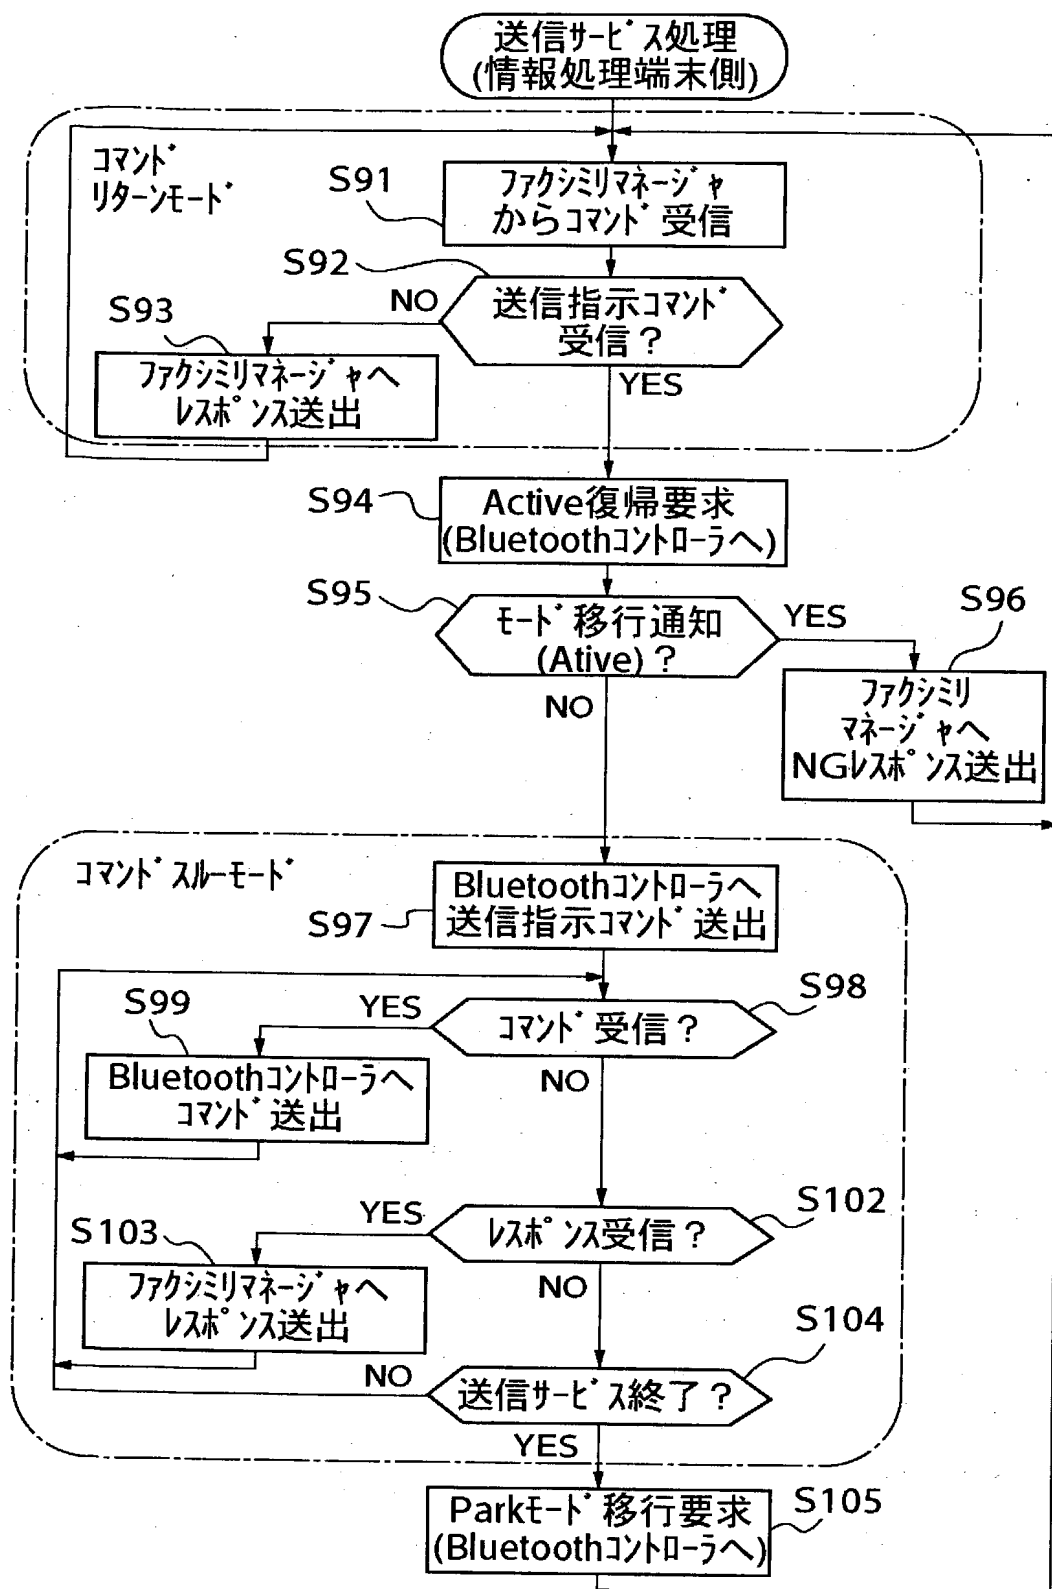 送信サービス処理
(情報処理端末側)
コマンド
リターンモード
S91
ファクシミリマネージャ
からコマンド受信
S92
送信指示コマンド
受信？
NO
YES
S93
ファクシミリマネージャへ
レスポンス送出
S94
Active復帰要求
(Bluetoothコントローラへ)
S95
モード移行通知
(Ative)？
YES
NO
S96
ファクシミリ
マネージャへ
NGレスポンス送出
コマンドスルーモード
S97
Bluetoothコントローラへ
送信指示コマンド送出
S98
コマンド受信？
YES
NO
S99
Bluetoothコントローラへ
コマンド送出
S102
レスポンス受信？
YES
NO
S103
ファクシミリマネージャへ
レスポンス送出
S104
送信サービス終了？
NO
YES
S105
Parkモード移行要求
(Bluetoothコントローラへ)